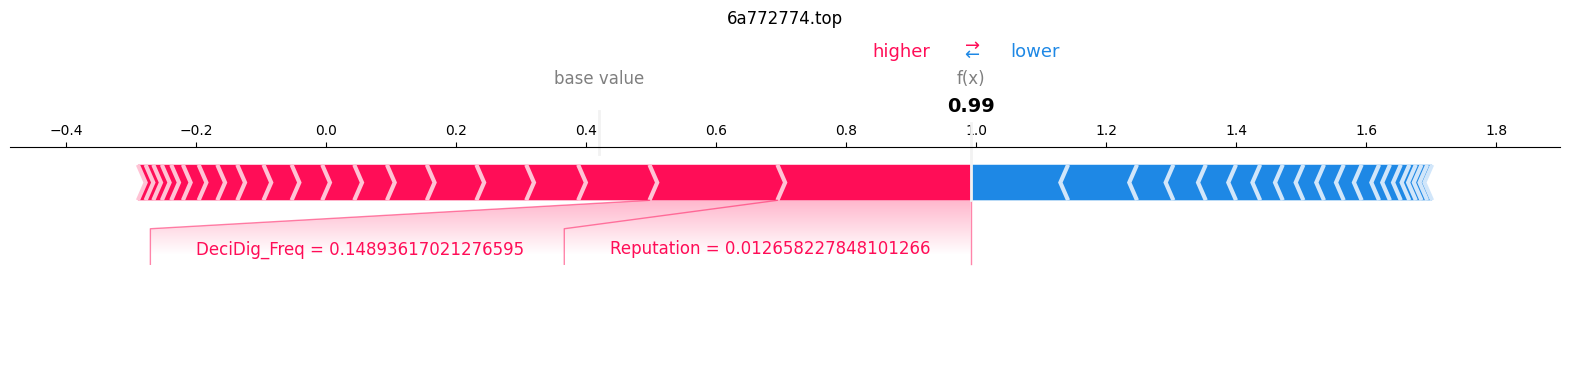 6a772774.top
higher → ← lower
base value f(x)
0.99
−0.4 −0.2 0.0 0.2 0.4 0.6 0.8 1.0 1.2 1.4 1.6 1.8
DeciDig_Freq = 0.14893617021276595 Reputation = 0.012658227848101266